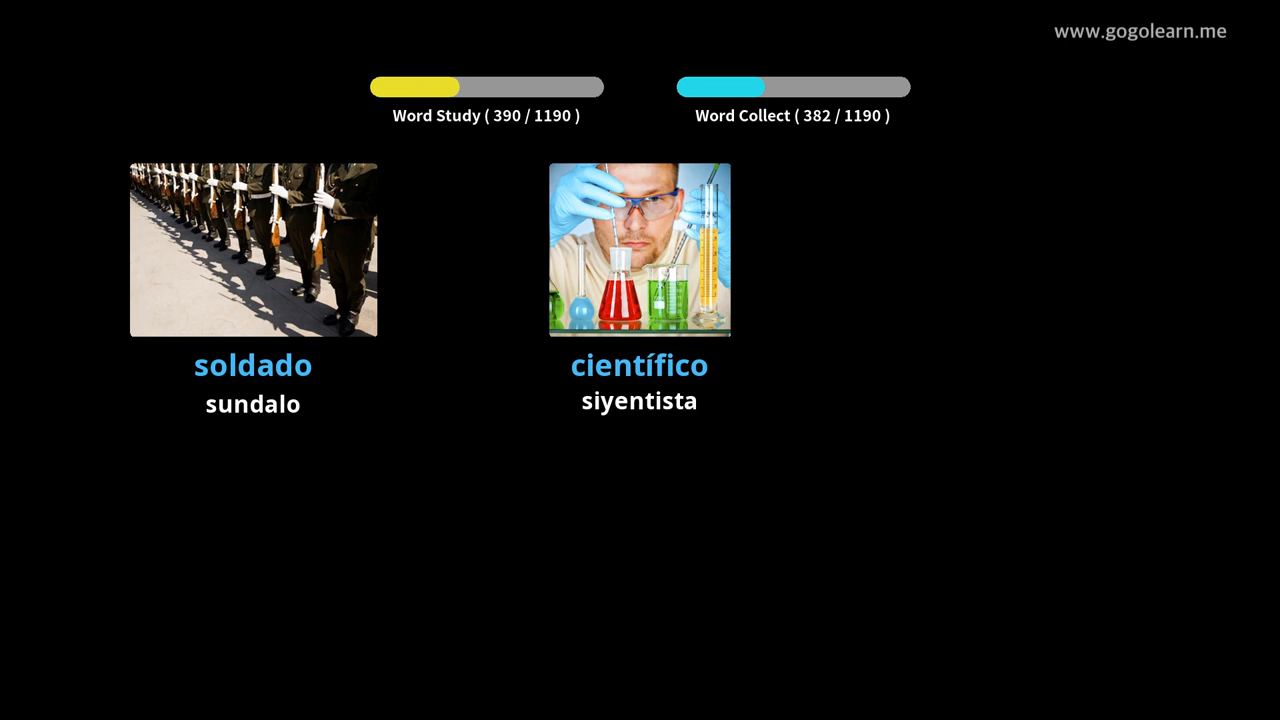 www.gogolearn.me
Word Study ( 390 / 1190 )
Word Collect ( 382 / 1190 )
soldado
sundalo
científico
siyentista